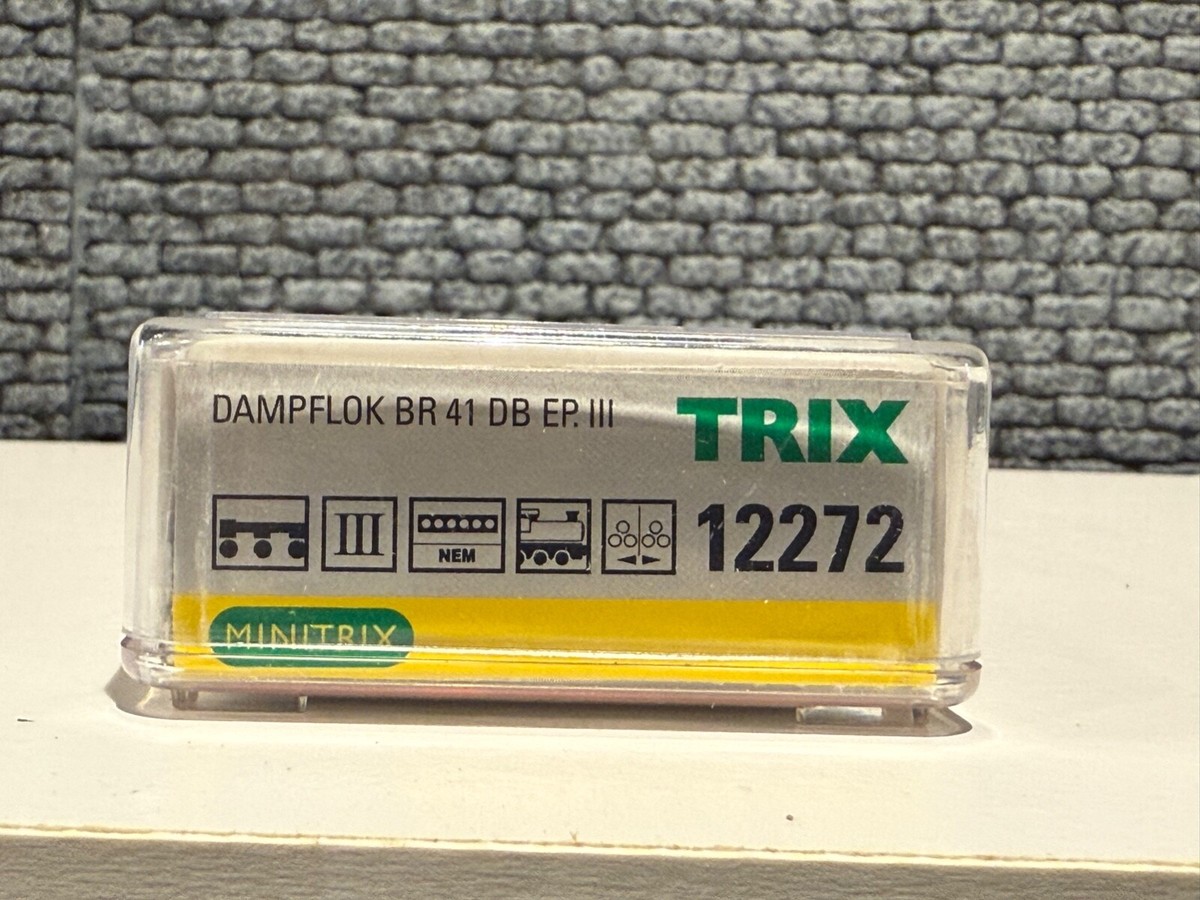 DAMPFLOK BR 41 DB EP. III
TRIX
III
NEM
12272
MINITRIX